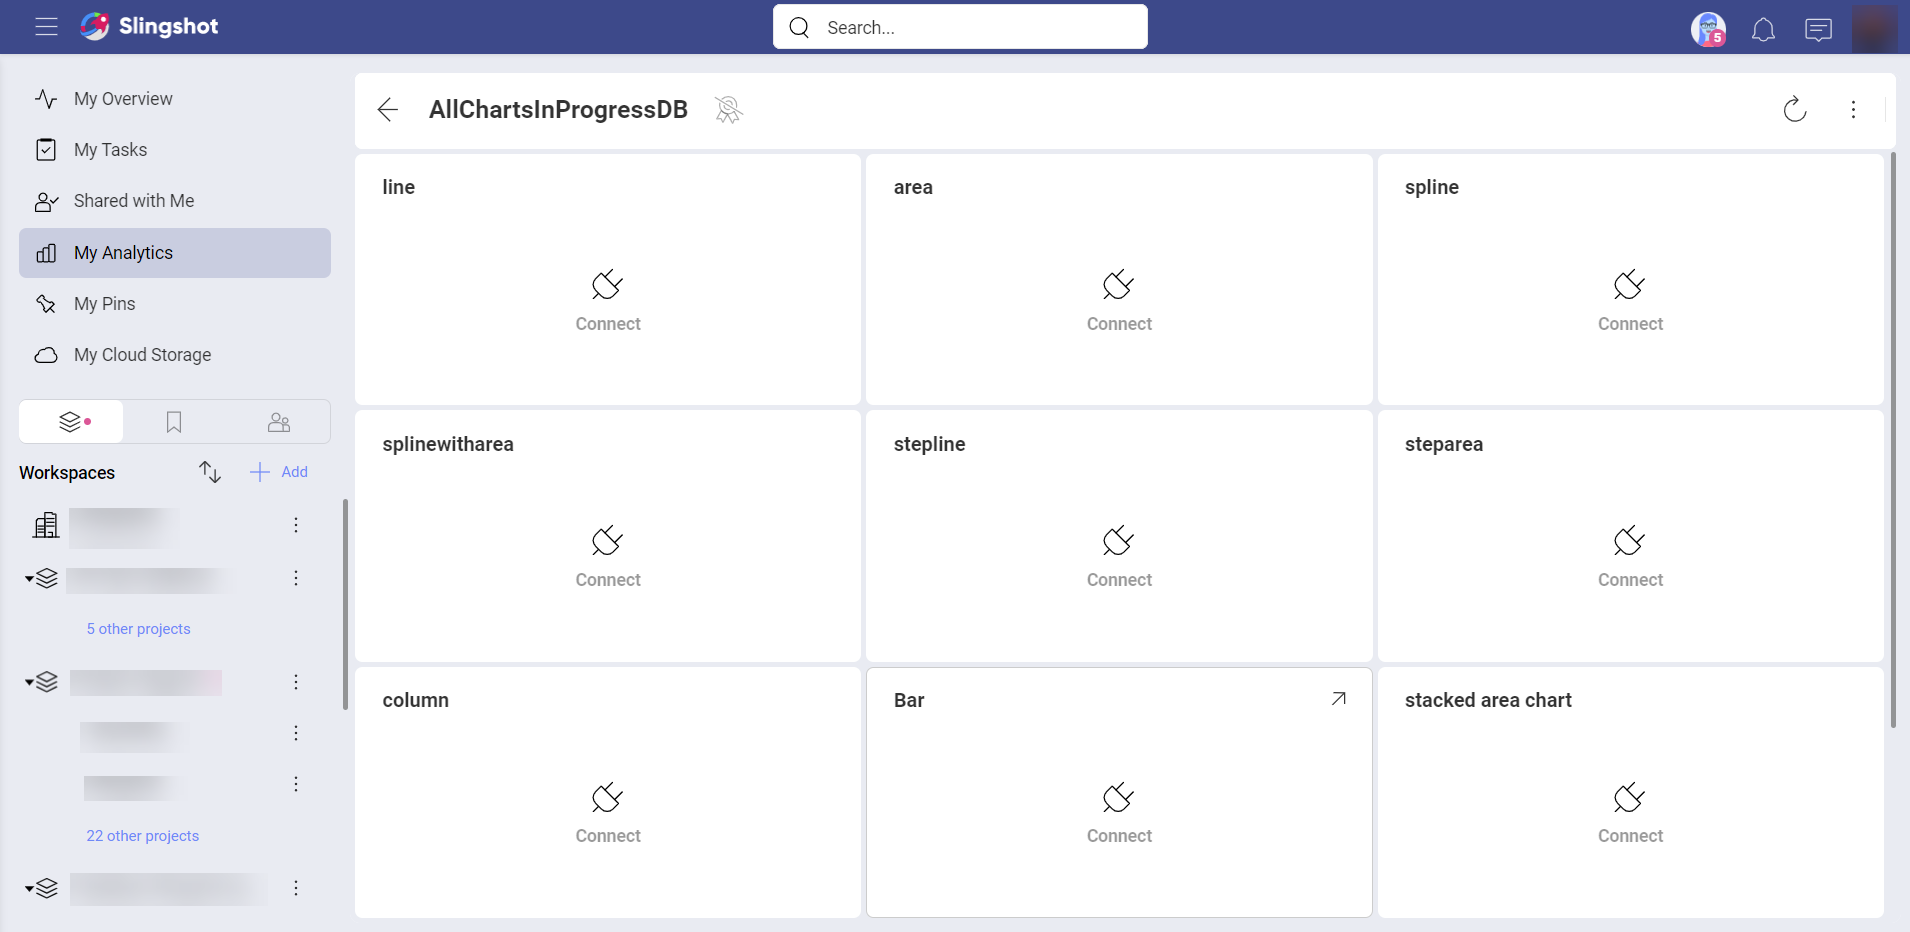 Slingshot
Search...
5
My Overview
My Tasks
Shared with Me
My Analytics
My Pins
My Cloud Storage
Workspaces
Add
5 other projects
22 other projects
AllChartsInProgressDB
line
Connect
area
Connect
spline
Connect
splinewitharea
Connect
stepline
Connect
steparea
Connect
column
Connect
Bar
Connect
stacked area chart
Connect